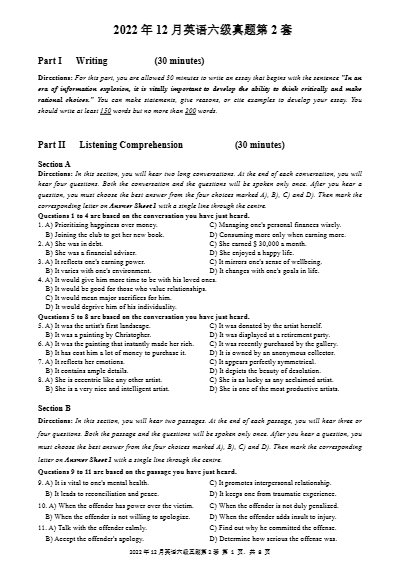 2022 年 12 月英语六级真题第 2 套
Part I Writing (30 minutes)
Directions: For this part, you are allowed 30 minutes to write an essay that begins with the sentence "In an
era of information explosion, it is vitally important to develop the ability to think critically and make
rational choices." You can make statements, give reasons, or cite examples to develop your essay. You
should write at least 150 words but no more than 200 words.
Part II Listening Comprehension (30 minutes)
Section A
Directions: In this section, you will hear two long conversations. At the end of each conversation, you will
hear four questions. Both the conversation and the questions will be spoken only once. After you hear a
question, you must choose the best answer from the four choices marked A), B), C) and D). Then mark the
corresponding letter on Answer Sheet 1 with a single line through the centre.
Questions 1 to 4 are based on the conversation you have just heard.
1. A) Prioritizing happiness over money. C) Managing one's personal finances wisely.
B) Joining the club to get her new book. D) Consuming more only when earning more.
2. A) She was in debt. C) She earned $ 30,000 a month.
B) She was a financial adviser. D) She enjoyed a happy life.
3. A) It reflects one's earning power. C) It mirrors one's sense of wellbeing.
B) It varies with one's environment. D) It changes with one's goals in life.
4. A) It would give him more time to be with his loved ones.
B) It would be good for those who value relationships.
C) It would mean major sacrifices for him.
D) It would deprive him of his individuality.
Questions 5 to 8 are based on the conversation you have just heard.
5. A) It was the artist's first landscape. C) It was donated by the artist herself.
B) It was a painting by Christopher. D) It was displayed at a retirement party.
6. A) It was the painting that instantly made her rich. C) It was recently purchased by the gallery.
B) It has cost him a lot of money to purchase it. D) It is owned by an anonymous collector.
7. A) It reflects her emotions. C) It appears perfectly symmetrical.
B) It contains ample details. D) It depicts the beauty of desolation.
8. A) She is eccentric like any other artist. C) She is as lucky as any acclaimed artist.
B) She is a very nice and intelligent artist. D) She is one of the most productive artists.
Section B
Directions: In this section, you will hear two passages. At the end of each passage, you will hear three or
four questions. Both the passage and the questions will be spoken only once. After you hear a question, you
must choose the best answer from the four choices marked A), B), C) and D). Then mark the corresponding
letter on Answer Sheet 1 with a single line through the centre.
Questions 9 to 11 are based on the passage you have just heard.
9. A) It is vital to one's mental health. C) It promotes interpersonal relationship.
B) It leads to reconciliation and peace. D) It keeps one from traumatic experience.
10. A) When the offender has power over the victim. C) When the offender is not duly penalized.
B) When the offender is not willing to apologize. D) When the offender adds insult to injury.
11. A) Talk with the offender calmly. C) Find out why he committed the offense.
B) Accept the offender's apology. D) Determine how serious the offense was.
2022 年 12 月英语六级真题第 2 套 第 1 页，共 8 页